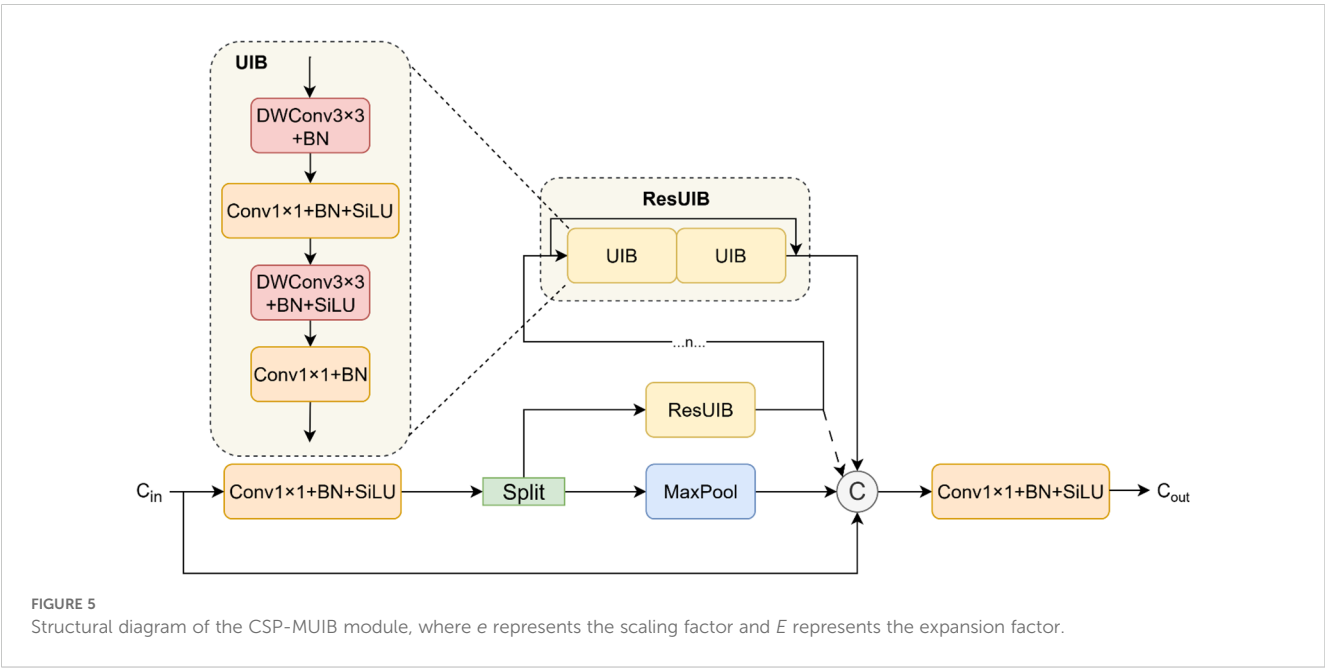 UIB
DWConv3×3
+BN
Conv1×1+BN+SiLU
DWConv3×3
+BN+SiLU
Conv1×1+BN
ResUIB
UIB
UIB
...n...
ResUIB
C_in
Conv1×1+BN+SiLU
Split
MaxPool
C
Conv1×1+BN+SiLU
C_out
FIGURE 5
Structural diagram of the CSP-MUIB module, where e represents the scaling factor and E represents the expansion factor.